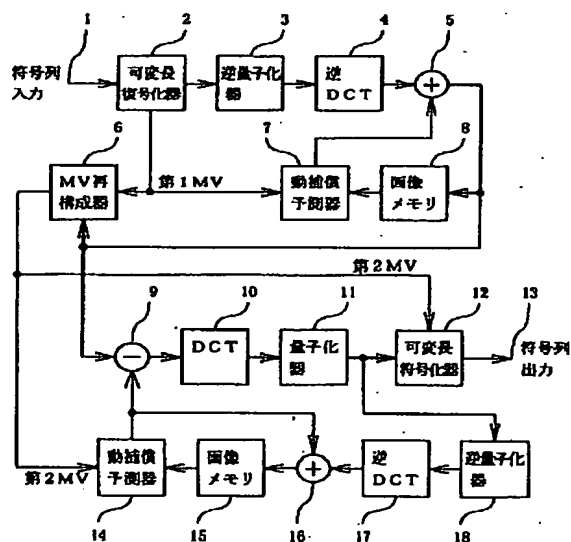 1
2
3
4
5
符号列
入力
可変長
復号化器
逆量子化
器
逆
DCT
+
6
7
8
MV再
構成器
第1MV
動補償
予測器
画像
メモリ
第2MV
9
10
11
12
13
−
DCT
量子化
器
可変長
符号化器
符号列
出力
第2MV
動補償
予測器
画像
メモリ
+
逆
DCT
逆量子化
器
14
15
16
17
18